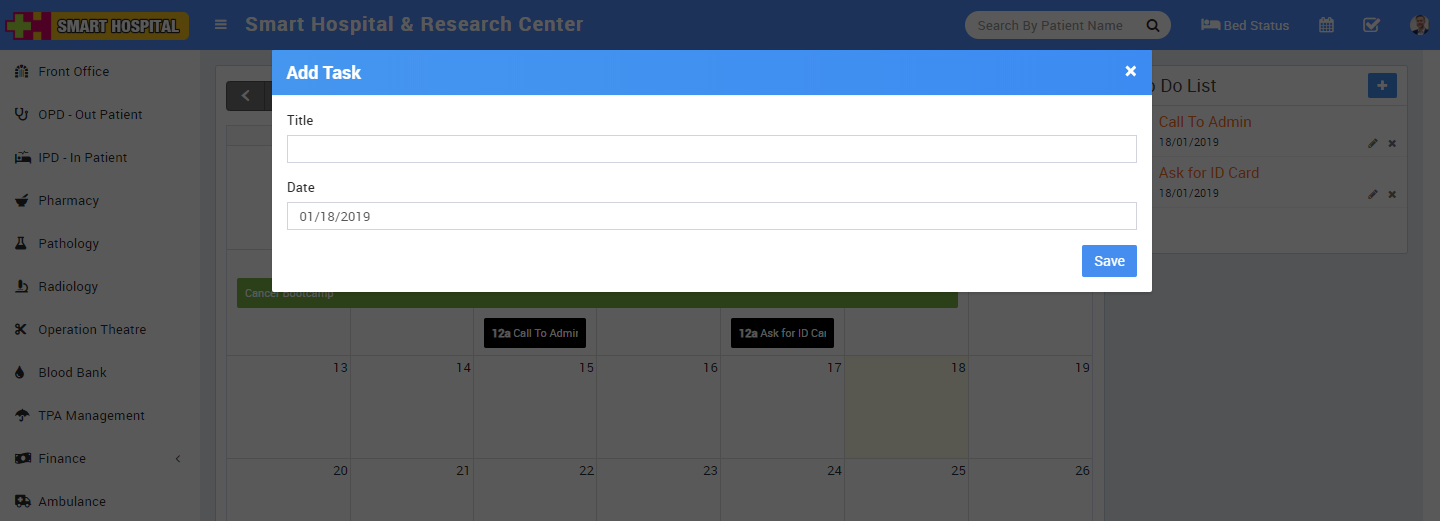 SMART HOSPITAL
Smart Hospital & Research Center
Search By Patient Name
Bed Status
Front Office
OPD - Out Patient
IPD - In Patient
Pharmacy
Pathology
Radiology
Operation Theatre
Blood Bank
TPA Management
Finance
Ambulance
Add Task
×
Title
Date
01/18/2019
Save
o Do List
+
Call To Admin
18/01/2019
Ask for ID Card
18/01/2019
Cancer Bootcamp
12a Call To Admin
12a Ask for ID Car
13 14 15 16 17 18 19
20 21 22 23 24 25 26